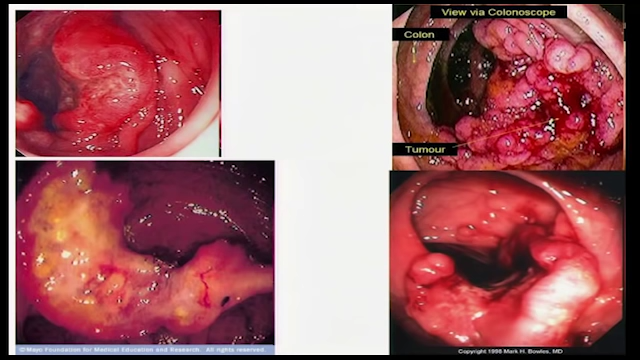 View via Colonoscope
Colon
Tumour
© Mayo Foundation for Medical Education and Research. All rights reserved.
Copyright 1998 Mark H. Bowles, MD